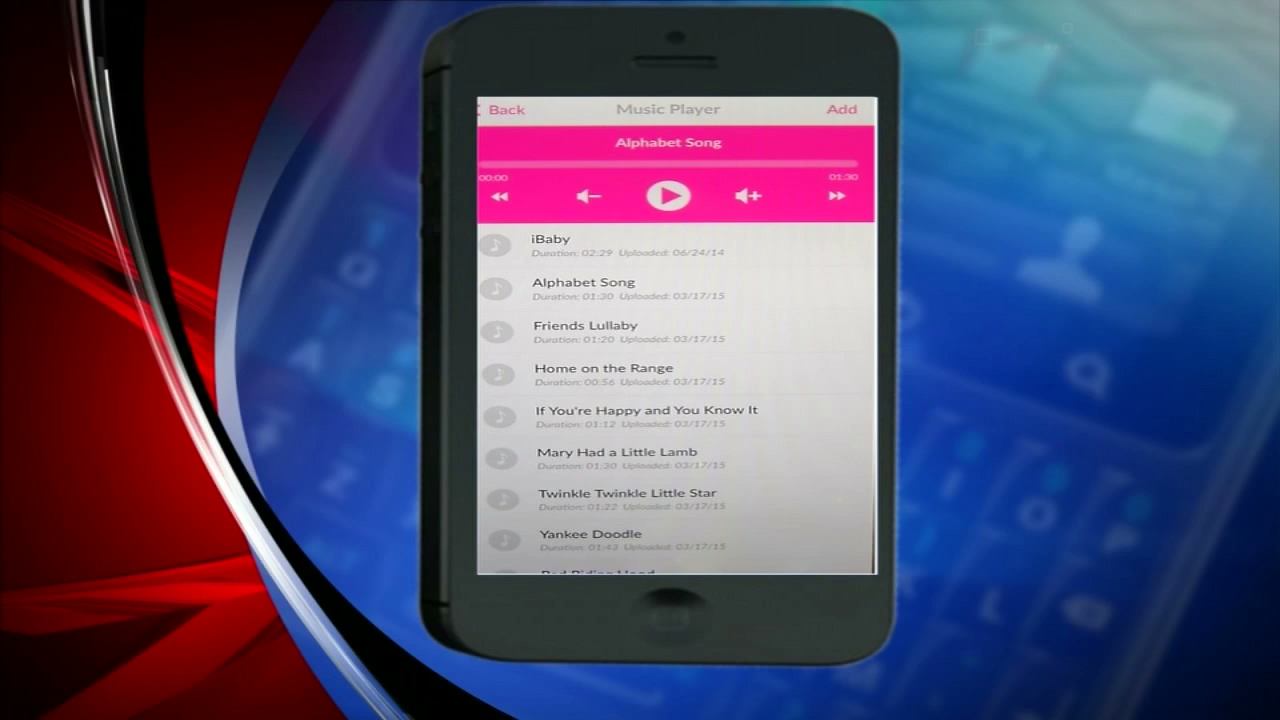 Back Music Player Add
Alphabet Song
00:00 01:30
iBaby
Duration: 02:29 Uploaded: 06/24/14
Alphabet Song
Duration: 01:30 Uploaded: 03/17/15
Friends Lullaby
Duration: 01:20 Uploaded: 03/17/15
Home on the Range
Duration: 00:56 Uploaded: 03/17/15
If You're Happy and You Know It
Duration: 01:12 Uploaded: 03/17/15
Mary Had a Little Lamb
Duration: 01:30 Uploaded: 03/17/15
Twinkle Twinkle Little Star
Duration: 01:22 Uploaded: 03/17/15
Yankee Doodle
Duration: 01:43 Uploaded: 03/17/15